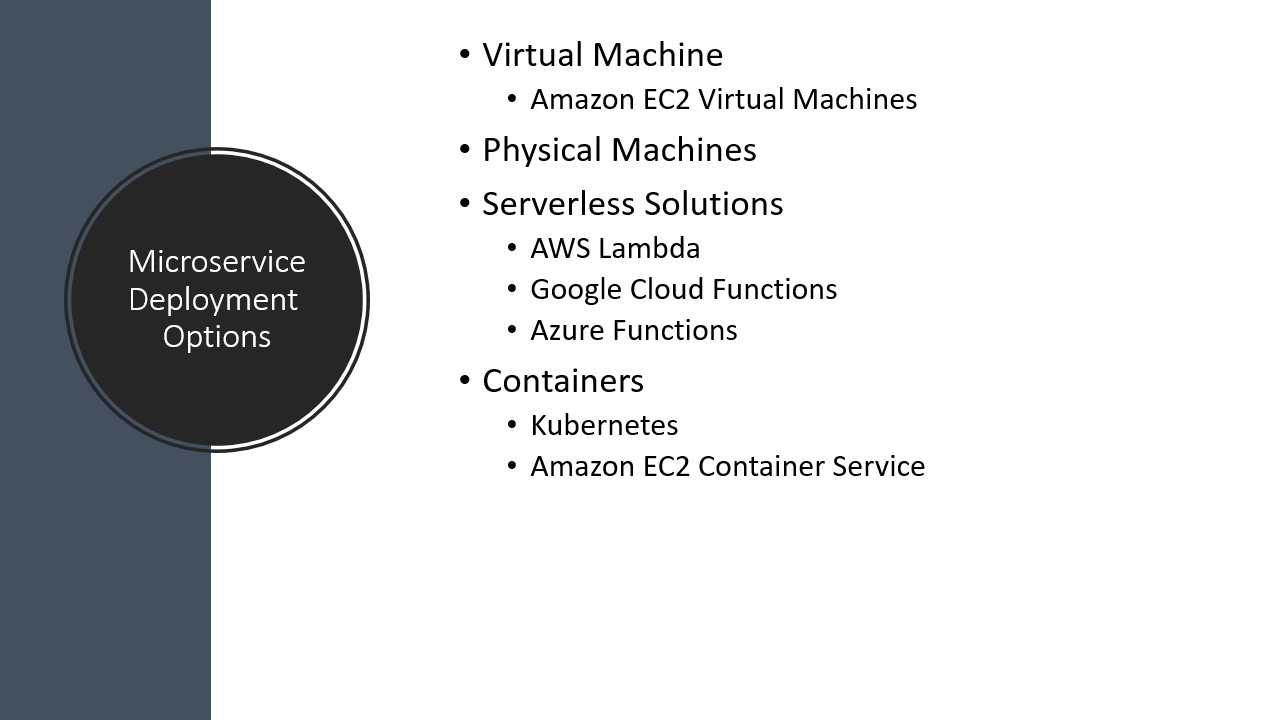 Microservice
Deployment
Options
• Virtual Machine
• Amazon EC2 Virtual Machines
• Physical Machines
• Serverless Solutions
• AWS Lambda
• Google Cloud Functions
• Azure Functions
• Containers
• Kubernetes
• Amazon EC2 Container Service